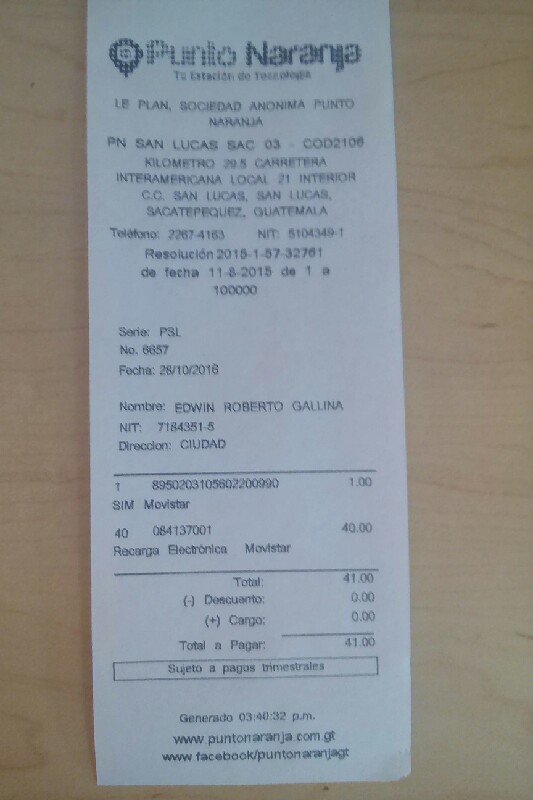 Punto Naranja
Tu Estación de Tecnología
LE PLAN, SOCIEDAD ANONIMA PUNTO
NARANJA
PN SAN LUCAS SAC 03 - COD2106
KILOMETRO 29.5 CARRETERA
INTERAMERICANA LOCAL 21 INTERIOR
C.C. SAN LUCAS, SAN LUCAS,
SACATEPEQUEZ, GUATEMALA
Teléfono: 2267-4163 NIT: 5104349-1
Resolución 2015-1-57-32761
de fecha 11-8-2015 de 1 a
100000
Serie: PSL
No. 6657
Fecha: 28/10/2016
Nombre: EDWIN ROBERTO GALLINA
NIT: 7184351-5
Direccion: CIUDAD
1 8950203105602200990 1.00
SIM Movistar
40 084137001 40.00
Recarga Electrónica Movistar
Total: 41.00
(-) Descuento: 0.00
(+) Cargo: 0.00
Total a Pagar: 41.00
Sujeto a pagos trimestrales
Generado 03:40:32 p.m.
www.puntonaranja.com.gt
www.facebook/puntonaranjagt